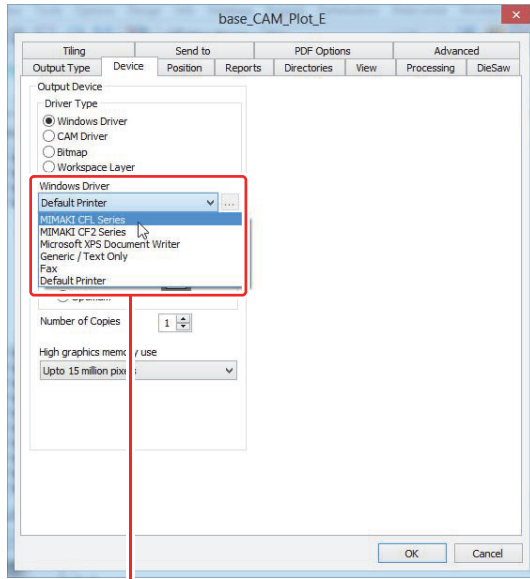 base_CAM_Plot_E
Tiling Send to PDF Options Advanced
Output Type Device Position Reports Directories View Processing DieSaw
Output Device
Driver Type
Windows Driver
CAM Driver
Bitmap
Workspace Layer
Windows Driver
Default Printer ...
MIMAKI CFL Series
MIMAKI CF2 Series
Microsoft XPS Document Writer
Generic / Text Only
Fax
Default Printer
Number of Copies 1
High graphics memory use
Upto 15 million pixels
OK Cancel